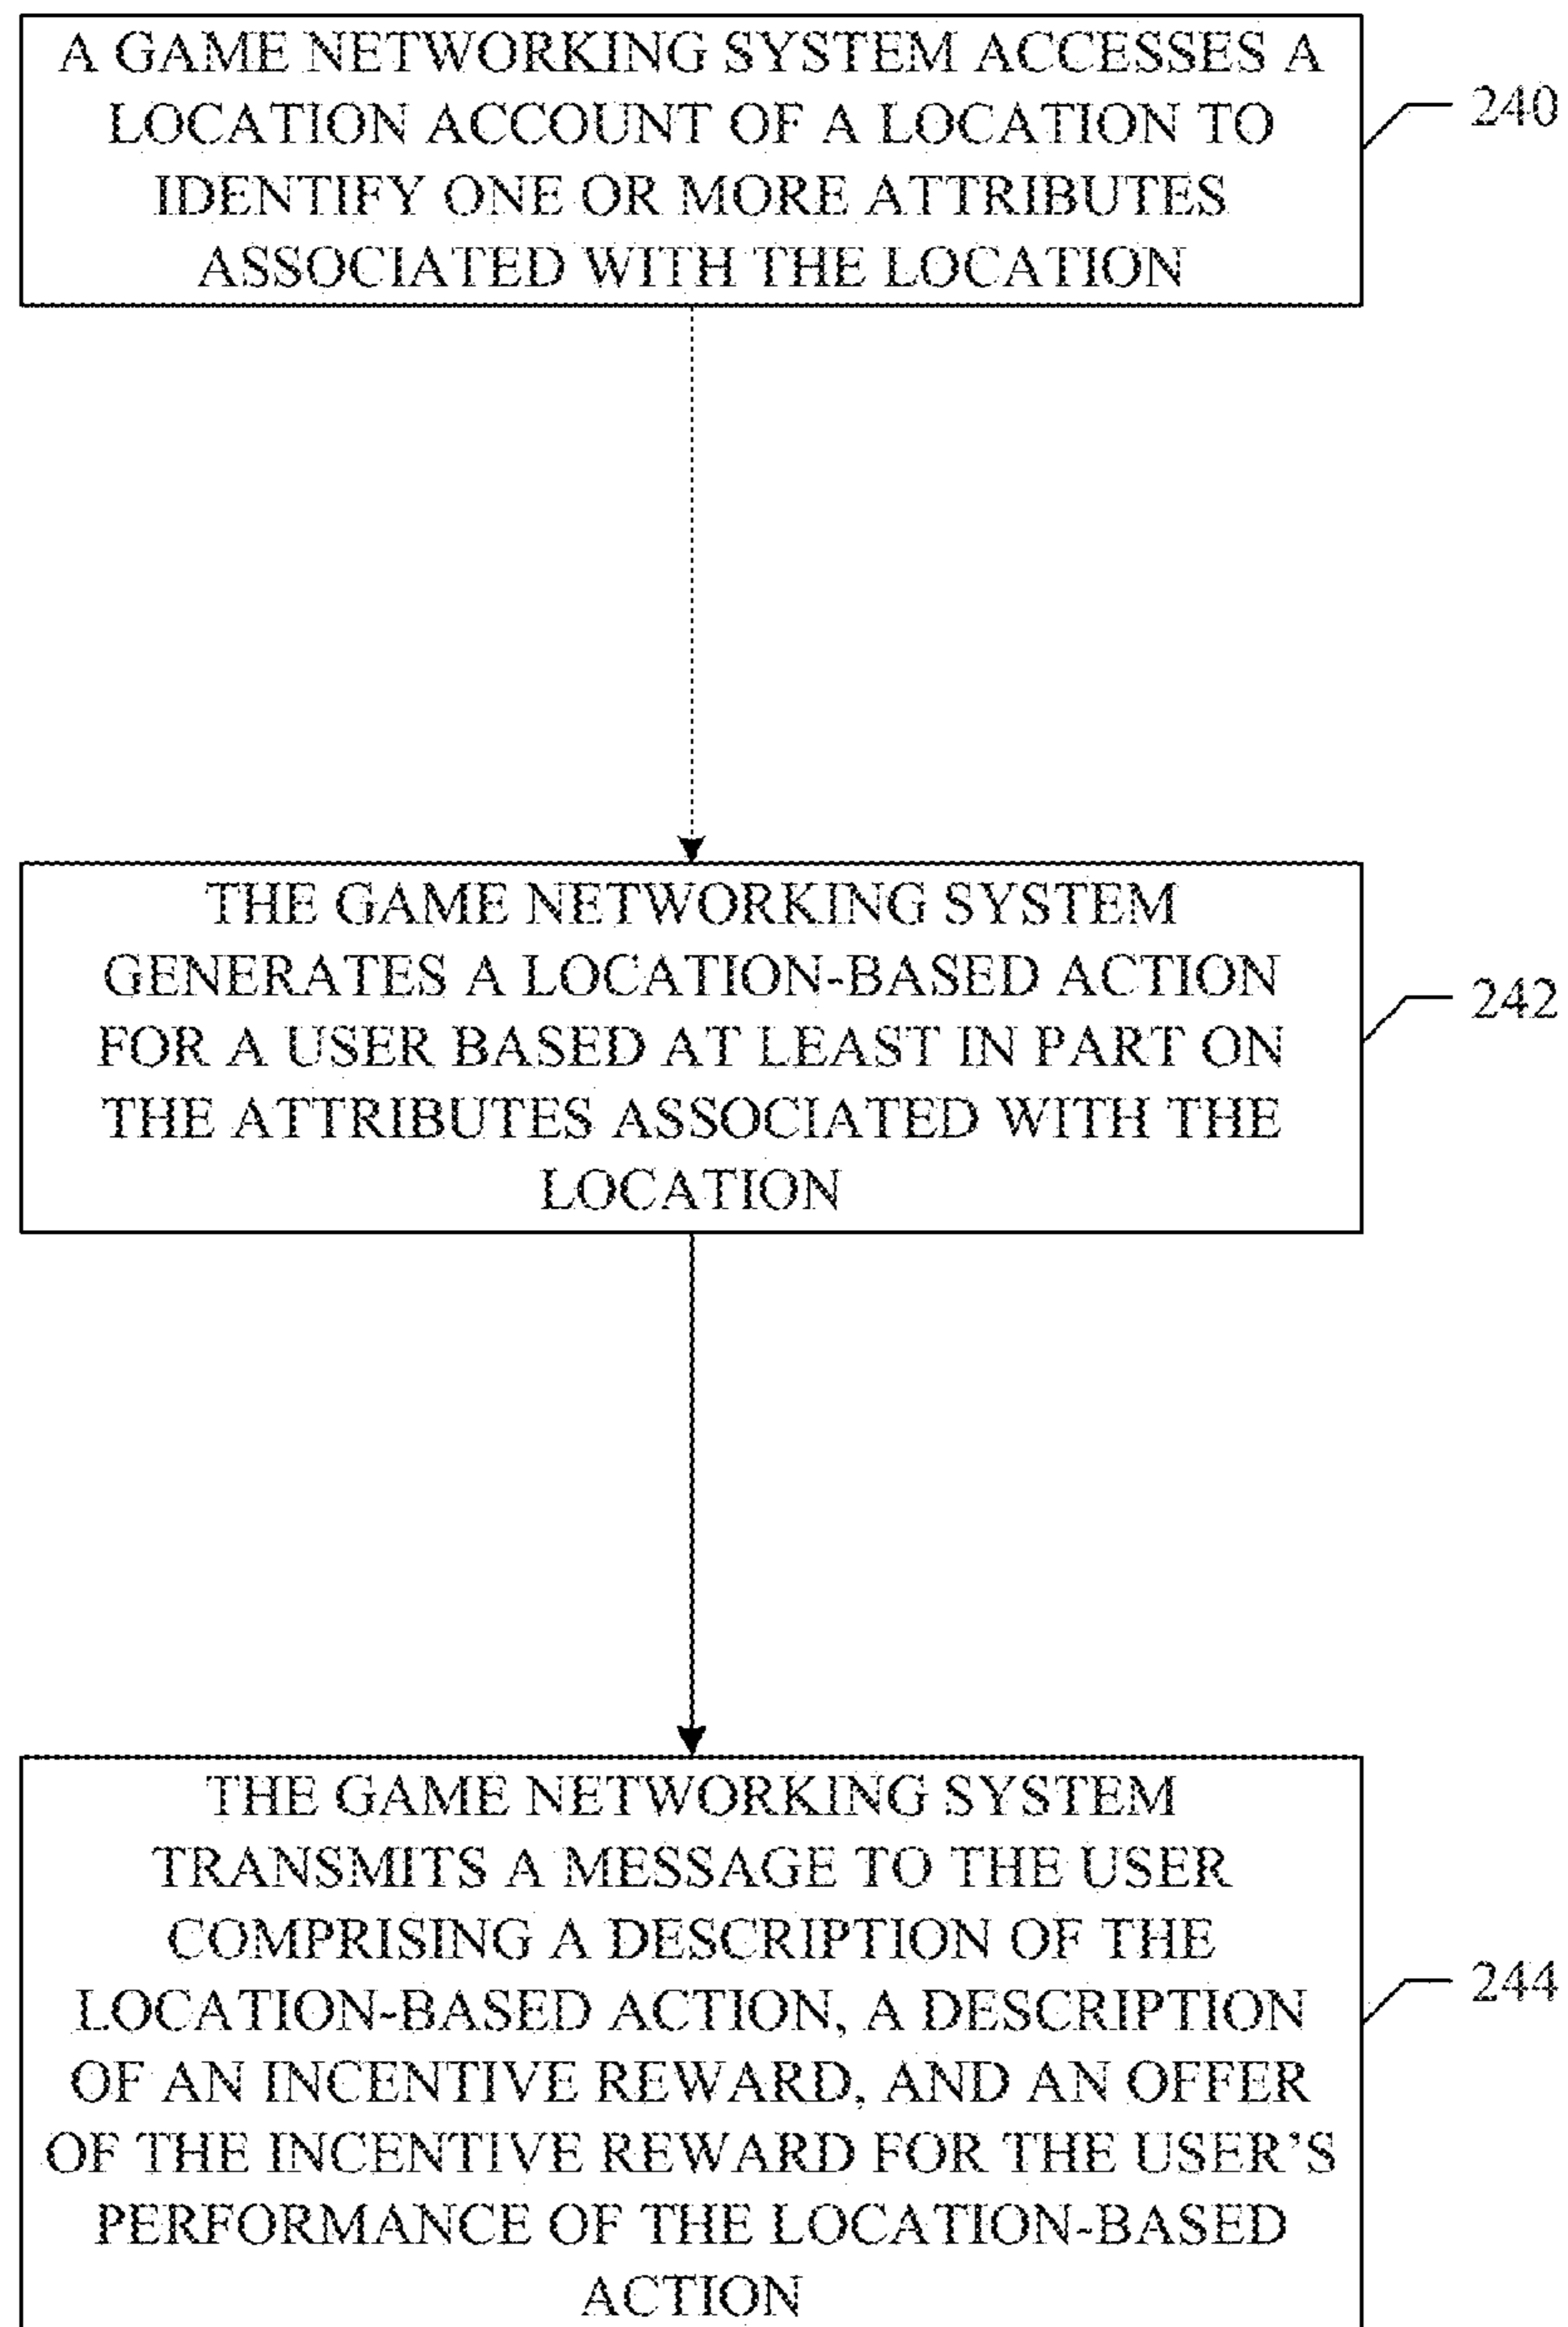 A GAME NETWORKING SYSTEM ACCESSES A
LOCATION ACCOUNT OF A LOCATION TO
IDENTIFY ONE OR MORE ATTRIBUTES
ASSOCIATED WITH THE LOCATION
240
THE GAME NETWORKING SYSTEM
GENERATES A LOCATION-BASED ACTION
FOR A USER BASED AT LEAST IN PART ON
THE ATTRIBUTES ASSOCIATED WITH THE
LOCATION
242
THE GAME NETWORKING SYSTEM
TRANSMITS A MESSAGE TO THE USER
COMPRISING A DESCRIPTION OF THE
LOCATION-BASED ACTION, A DESCRIPTION
OF AN INCENTIVE REWARD, AND AN OFFER
OF THE INCENTIVE REWARD FOR THE USER’S
PERFORMANCE OF THE LOCATION-BASED
ACTION
244